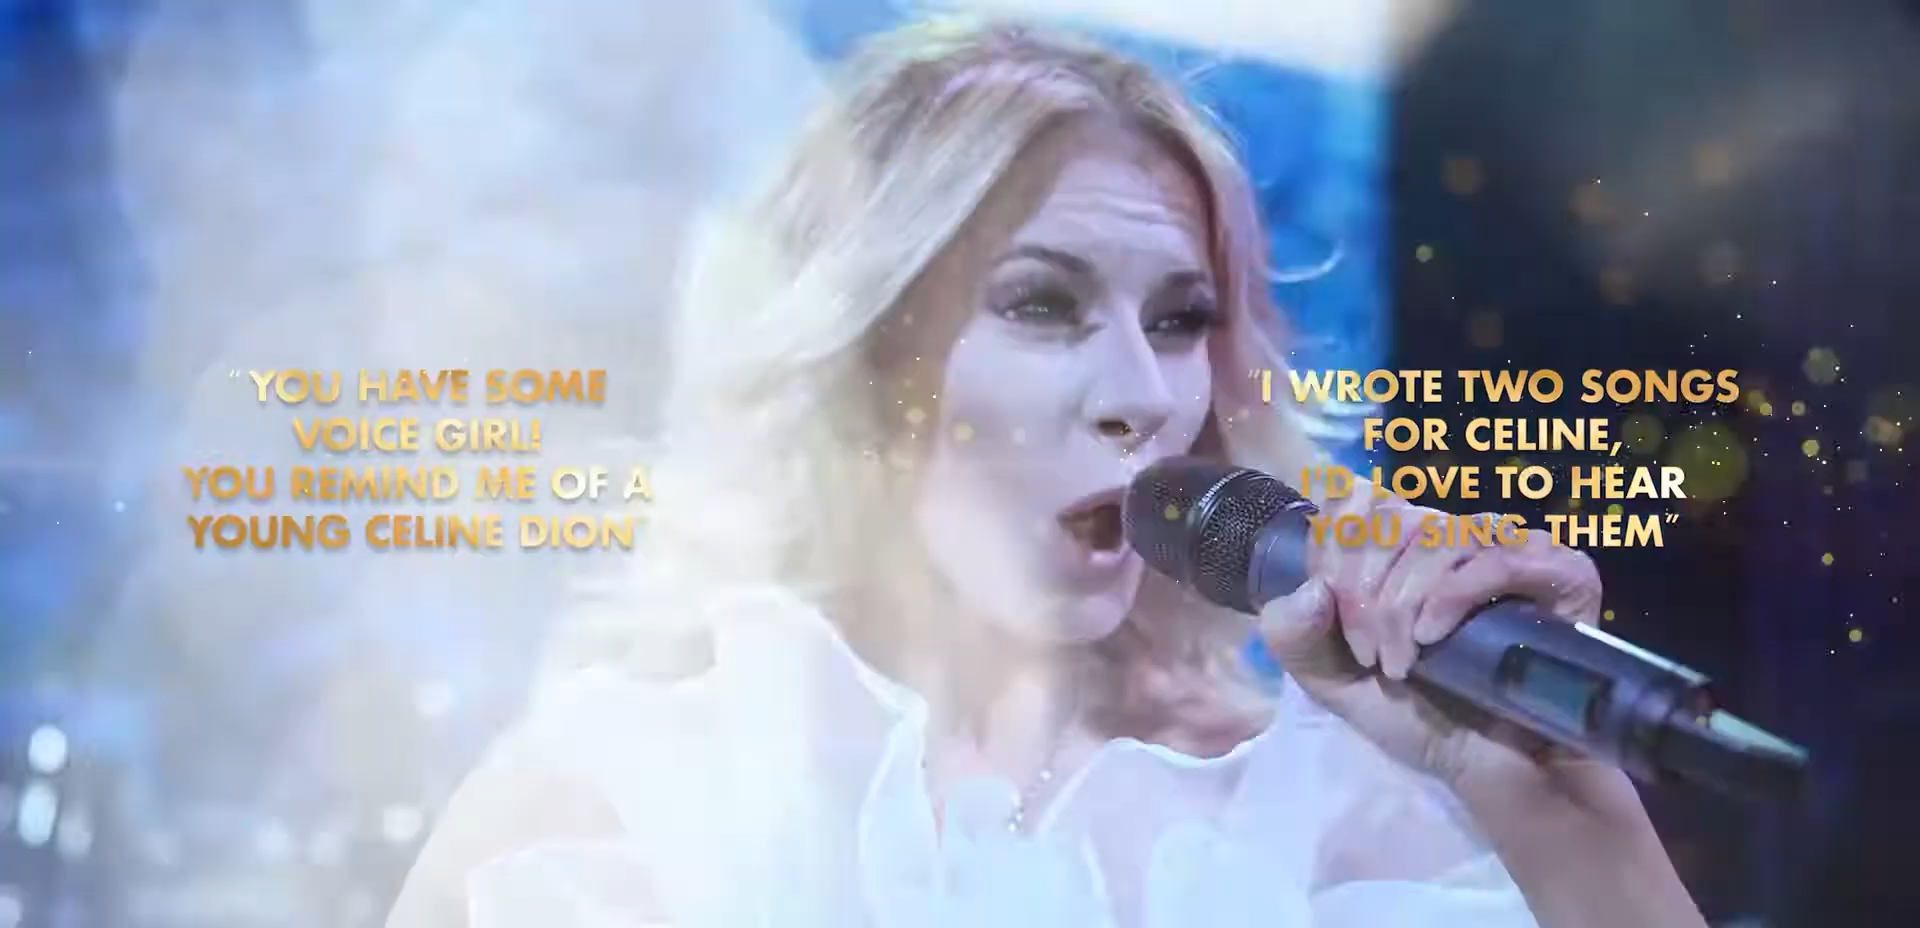 “YOU HAVE SOME
VOICE GIRL!
YOU REMIND ME OF A
YOUNG CELINE DION”
“I WROTE TWO SONGS
FOR CELINE,
I'D LOVE TO HEAR
YOU SING THEM”